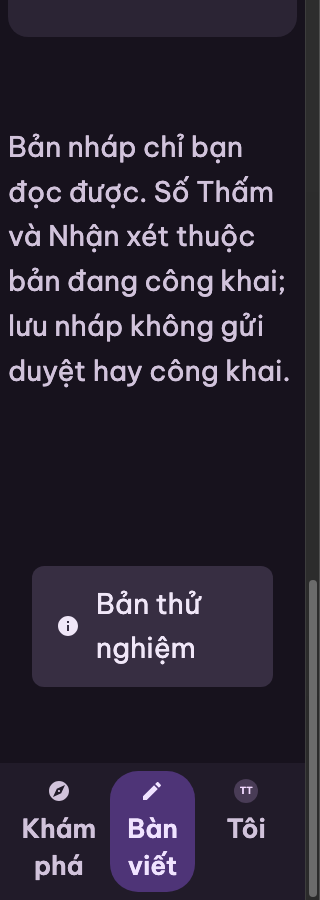 Bản nháp chỉ bạn
đọc được. Số Thấm
và Nhận xét thuộc
bản đang công khai;
lưu nháp không gửi
duyệt hay công khai.
Bản thử
nghiệm
Khám
phá
Bàn
viết
TT
Tôi